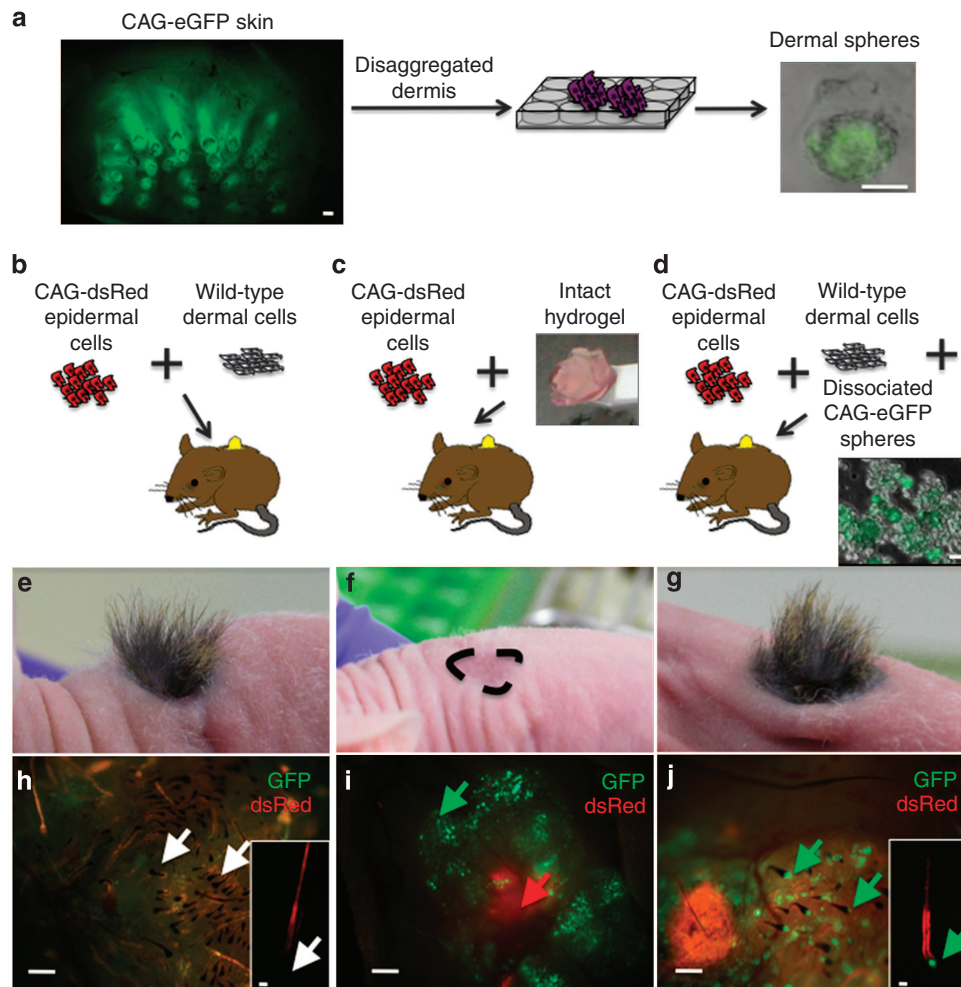 a
CAG-eGFP skin
Disaggregated
dermis
Dermal spheres
b
CAG-dsRed
epidermal
cells
Wild-type
dermal cells
+
c
CAG-dsRed
epidermal
cells
+
Intact
hydrogel
d
CAG-dsRed
epidermal
cells
+
Wild-type
dermal cells
+
Dissociated
CAG-eGFP
spheres
e
f
g
h
GFP
dsRed
i
GFP
dsRed
j
GFP
dsRed